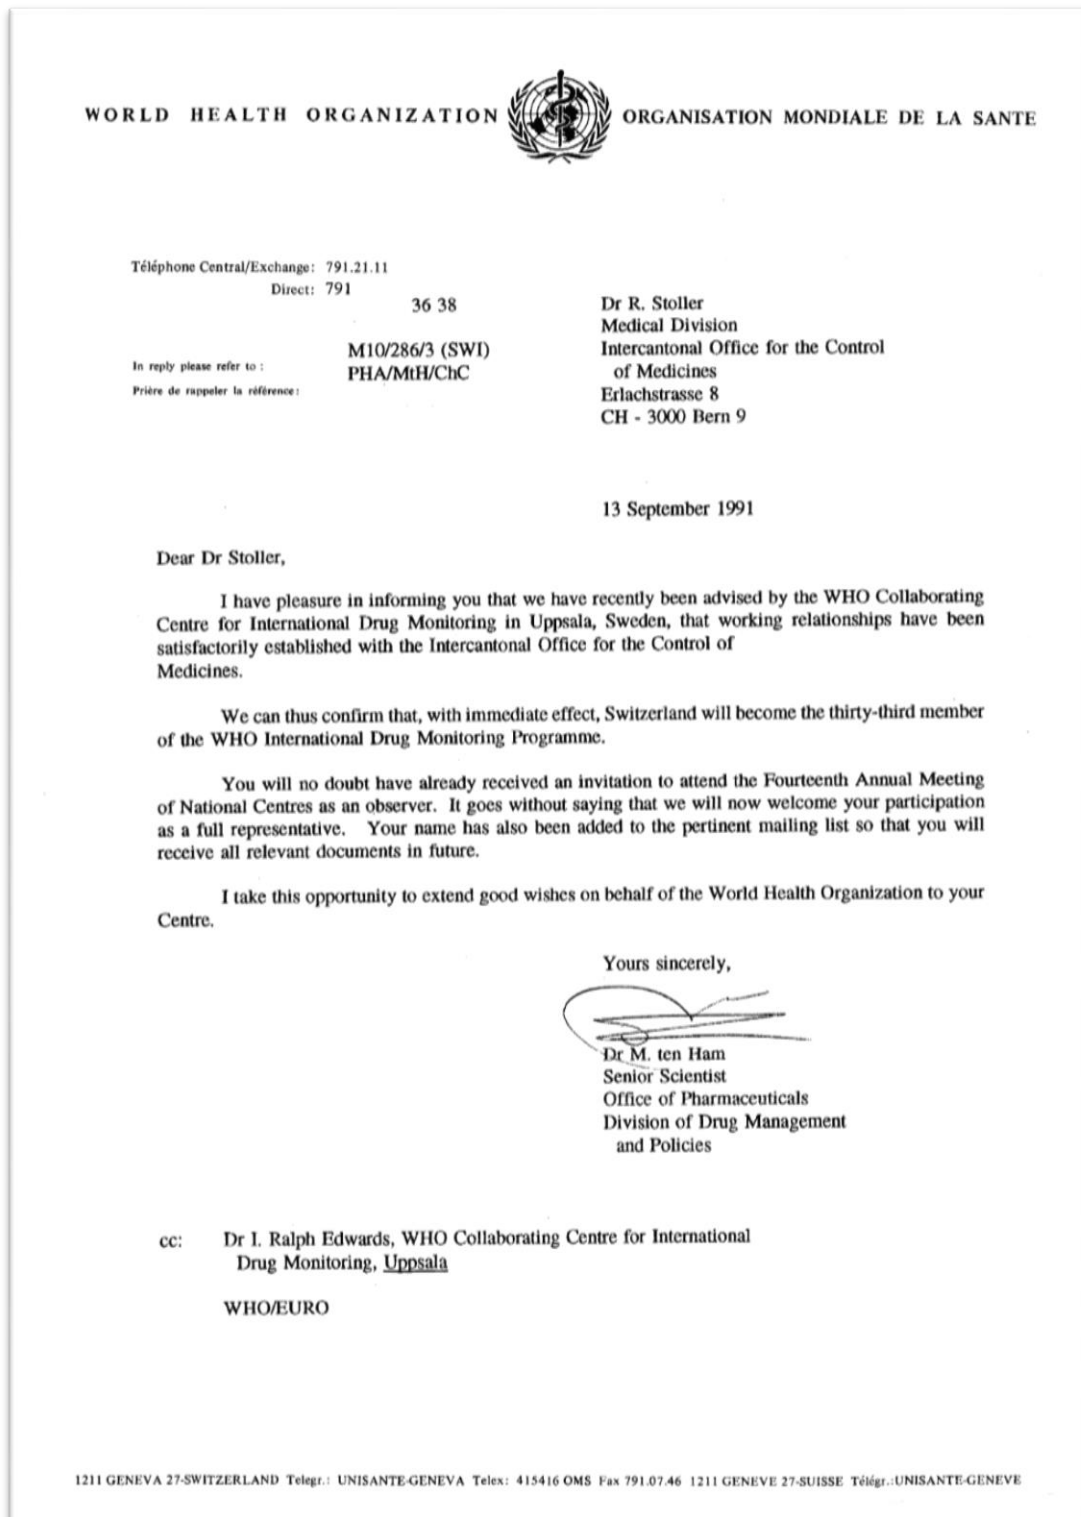 WORLD HEALTH ORGANIZATION ORGANISATION MONDIALE DE LA SANTE
Téléphone Central/Exchange: 791.21.11
Direct: 791
36 38
In reply please refer to :
Prière de rappeler la référence:
M10/286/3 (SWI)
PHA/MtH/ChC
Dr R. Stoller
Medical Division
Intercantonal Office for the Control
of Medicines
Erlachstrasse 8
CH - 3000 Bern 9
13 September 1991
Dear Dr Stoller,
I have pleasure in informing you that we have recently been advised by the WHO Collaborating
Centre for International Drug Monitoring in Uppsala, Sweden, that working relationships have been
satisfactorily established with the Intercantonal Office for the Control of
Medicines.
We can thus confirm that, with immediate effect, Switzerland will become the thirty-third member
of the WHO International Drug Monitoring Programme.
You will no doubt have already received an invitation to attend the Fourteenth Annual Meeting
of National Centres as an observer. It goes without saying that we will now welcome your participation
as a full representative. Your name has also been added to the pertinent mailing list so that you will
receive all relevant documents in future.
I take this opportunity to extend good wishes on behalf of the World Health Organization to your
Centre.
Yours sincerely,
Dr M. ten Ham
Senior Scientist
Office of Pharmaceuticals
Division of Drug Management
and Policies
cc: Dr I. Ralph Edwards, WHO Collaborating Centre for International
Drug Monitoring, Uppsala
WHO/EURO
1211 GENEVA 27-SWITZERLAND Telegr.: UNISANTE-GENEVA Telex: 415416 OMS Fax 791.07.46 1211 GENEVE 27-SUISSE Télégr.:UNISANTE-GENEVE